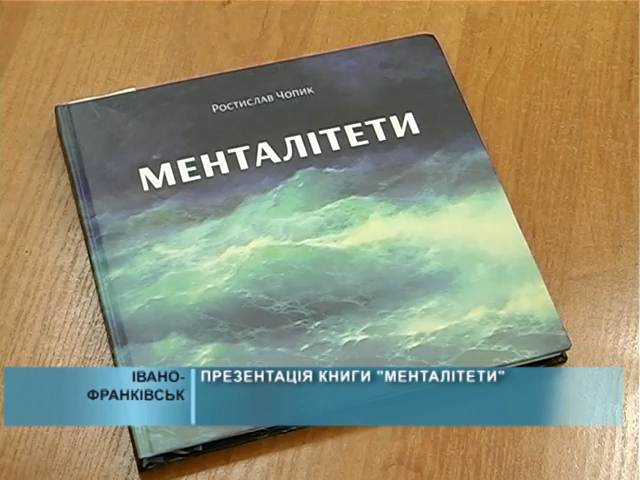 Ростислав Чопик
МЕНТАЛІТЕТИ
ІВАНО-
ФРАНКІВСЬК
ПРЕЗЕНТАЦІЯ КНИГИ "МЕНТАЛІТЕТИ"